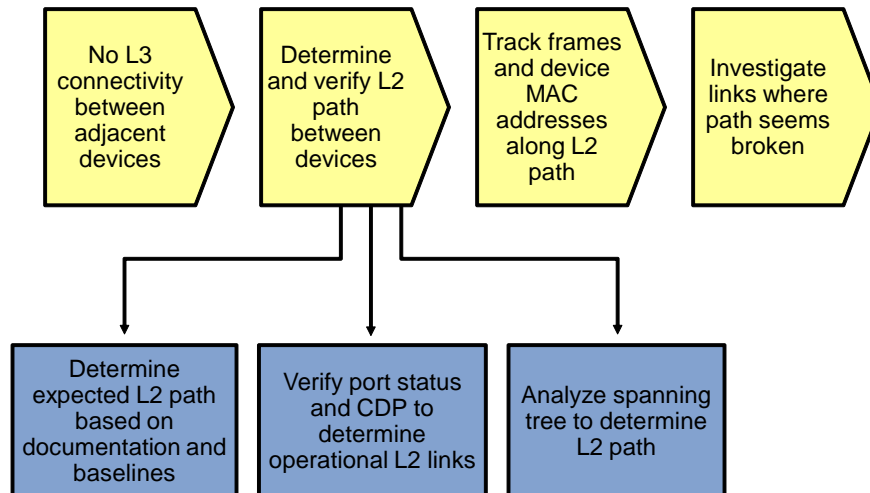 No L3
connectivity
between
adjacent
devices
Determine
and verify L2
path
between
devices
Track frames
and device
MAC
addresses
along L2
path
Investigate
links where
path seems
broken
Determine
expected L2 path
based on
documentation and
baselines
Verify port status
and CDP to
determine
operational L2 links
Analyze spanning
tree to determine
L2 path